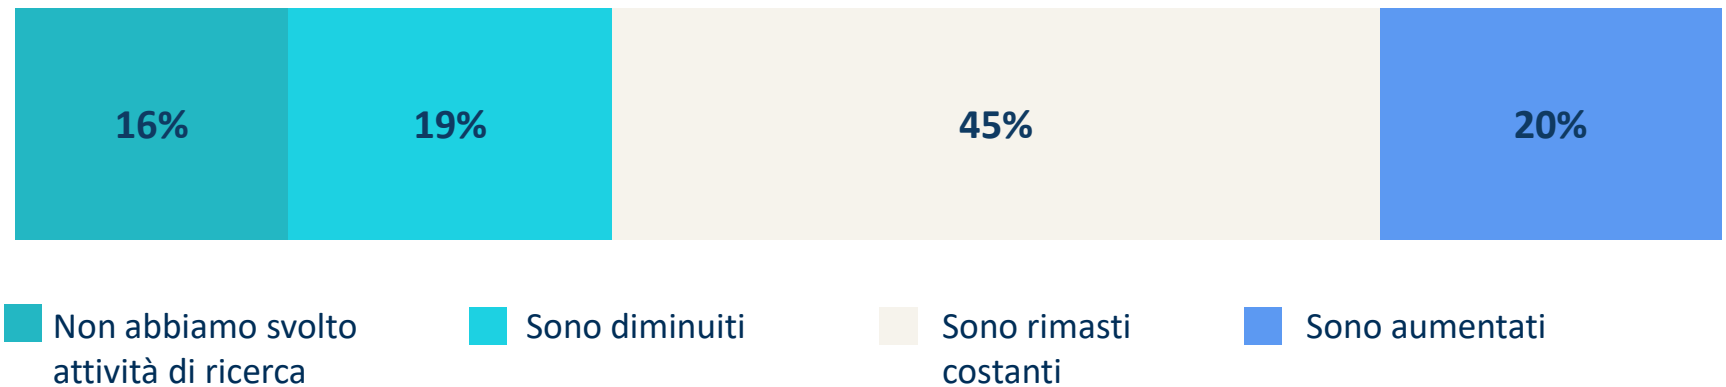 16%
19%
45%
20%
Non abbiamo svolto
attività di ricerca
Sono diminuiti
Sono rimasti
costanti
Sono aumentati